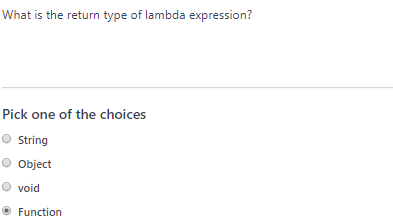 What is the return type of lambda expression?
Pick one of the choices
String
Object
void
Function